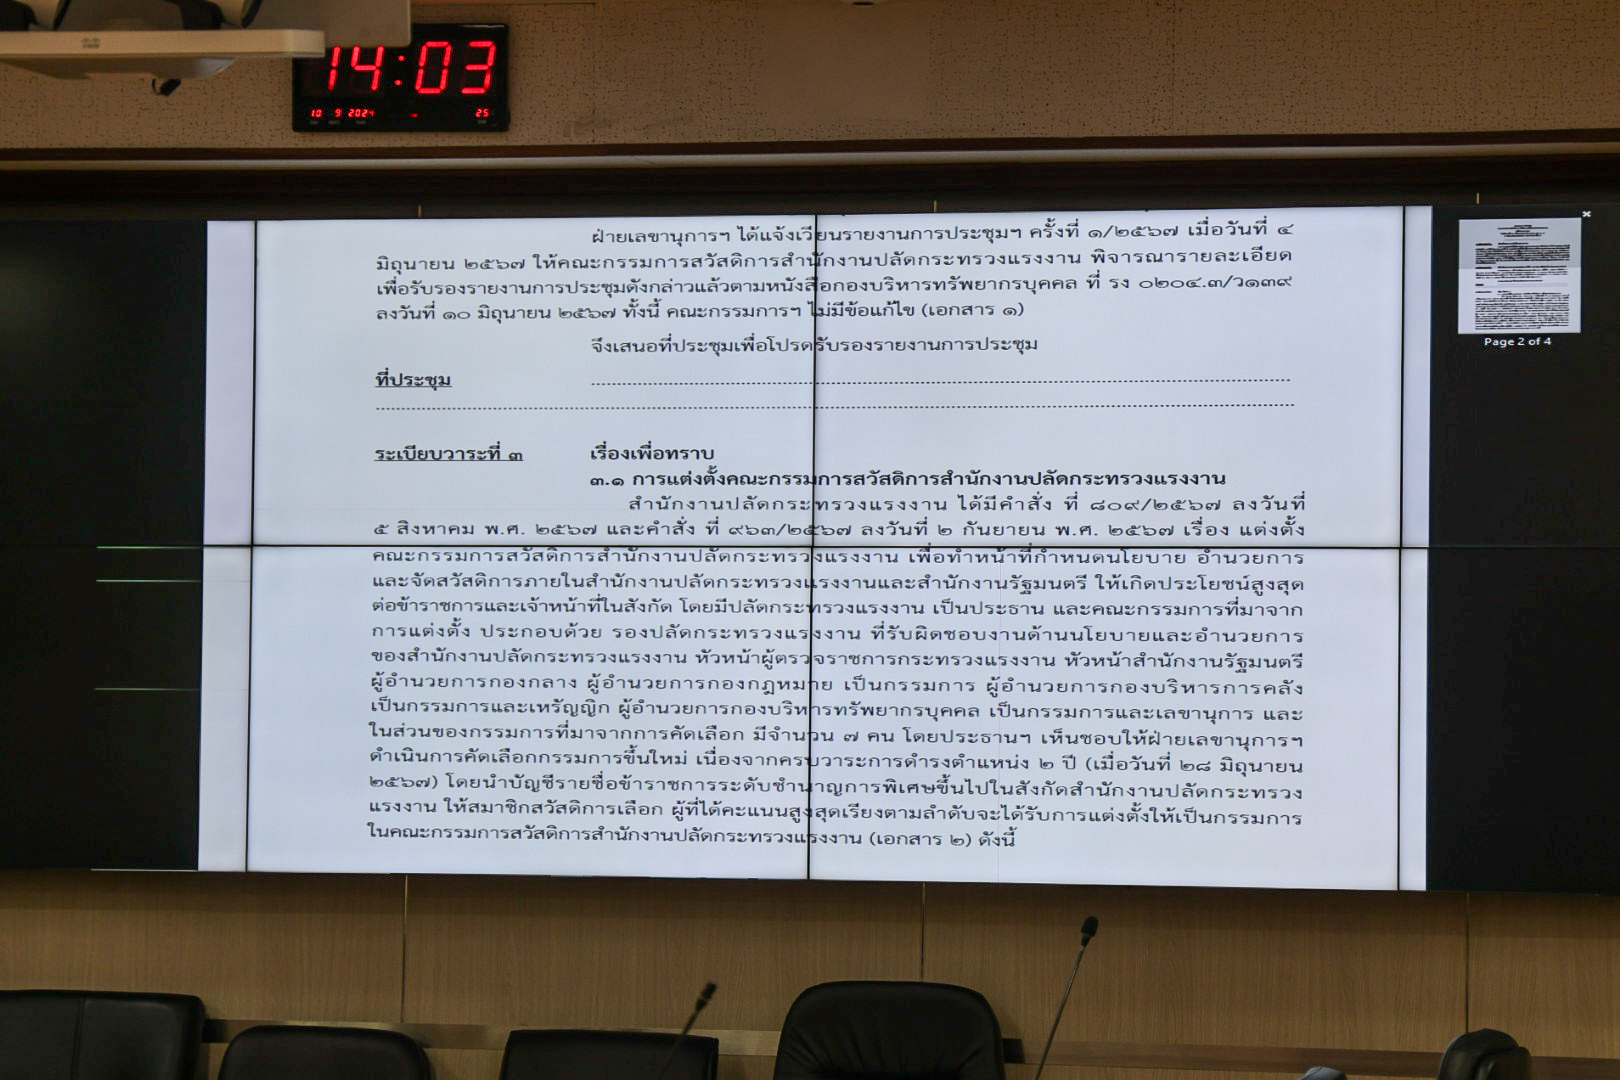 14:03
10 9 2024 25
ฝ่ายเลขานุการฯ ได้แจ้งเวียนรายงานการประชุมฯ ครั้งที่ ๑/๒๕๖๗ เมื่อวันที่ ๔
มิถุนายน ๒๕๖๗ ให้คณะกรรมการสวัสดิการสำนักงานปลัดกระทรวงแรงงาน พิจารณารายละเอียด
เพื่อรับรองรายงานการประชุมดังกล่าวแล้วตามหนังสือกองบริหารทรัพยากรบุคคล ที่ รง ๐๒๐๔.๓/ว๑๓๙
ลงวันที่ ๑๐ มิถุนายน ๒๕๖๗ ทั้งนี้ คณะกรรมการฯ ไม่มีข้อแก้ไข (เอกสาร ๑)
จึงเสนอที่ประชุมเพื่อโปรดรับรองรายงานการประชุม
ที่ประชุม
ระเบียบวาระที่ ๓ เรื่องเพื่อทราบ
๓.๑ การแต่งตั้งคณะกรรมการสวัสดิการสำนักงานปลัดกระทรวงแรงงาน
สำนักงานปลัดกระทรวงแรงงาน ได้มีคำสั่ง ที่ ๘๐๙/๒๕๖๗ ลงวันที่
๕ สิงหาคม พ.ศ. ๒๕๖๗ และคำสั่ง ที่ ๙๖๓/๒๕๖๗ ลงวันที่ ๒ กันยายน พ.ศ. ๒๕๖๗ เรื่อง แต่งตั้ง
คณะกรรมการสวัสดิการสำนักงานปลัดกระทรวงแรงงาน เพื่อทำหน้าที่กำหนดนโยบาย อำนวยการ
และจัดสวัสดิการภายในสำนักงานปลัดกระทรวงแรงงานและสำนักงานรัฐมนตรี ให้เกิดประโยชน์สูงสุด
ต่อข้าราชการและเจ้าหน้าที่ในสังกัด โดยมีปลัดกระทรวงแรงงาน เป็นประธาน และคณะกรรมการที่มาจาก
การแต่งตั้ง ประกอบด้วย รองปลัดกระทรวงแรงงาน ที่รับผิดชอบงานด้านนโยบายและอำนวยการ
ของสำนักงานปลัดกระทรวงแรงงาน หัวหน้าผู้ตรวจราชการกระทรวงแรงงาน หัวหน้าสำนักงานรัฐมนตรี
ผู้อำนวยการกองกลาง ผู้อำนวยการกองกฎหมาย เป็นกรรมการ ผู้อำนวยการกองบริหารการคลัง
เป็นกรรมการและเหรัญญิก ผู้อำนวยการกองบริหารทรัพยากรบุคคล เป็นกรรมการและเลขานุการ และ
ในส่วนของกรรมการที่มาจากการคัดเลือก มีจำนวน ๗ คน โดยประธานฯ เห็นชอบให้ฝ่ายเลขานุการฯ
ดำเนินการคัดเลือกกรรมการขึ้นใหม่ เนื่องจากครบวาระการดำรงตำแหน่ง ๒ ปี (เมื่อวันที่ ๒๘ มิถุนายน
๒๕๖๗) โดยนำบัญชีรายชื่อข้าราชการระดับชำนาญการพิเศษขึ้นไปในสังกัดสำนักงานปลัดกระทรวง
แรงงาน ให้สมาชิกสวัสดิการเลือก ผู้ที่ได้คะแนนสูงสุดเรียงตามลำดับจะได้รับการแต่งตั้งให้เป็นกรรมการ
ในคณะกรรมการสวัสดิการสำนักงานปลัดกระทรวงแรงงาน (เอกสาร ๒) ดังนี้
Page 2 of 4